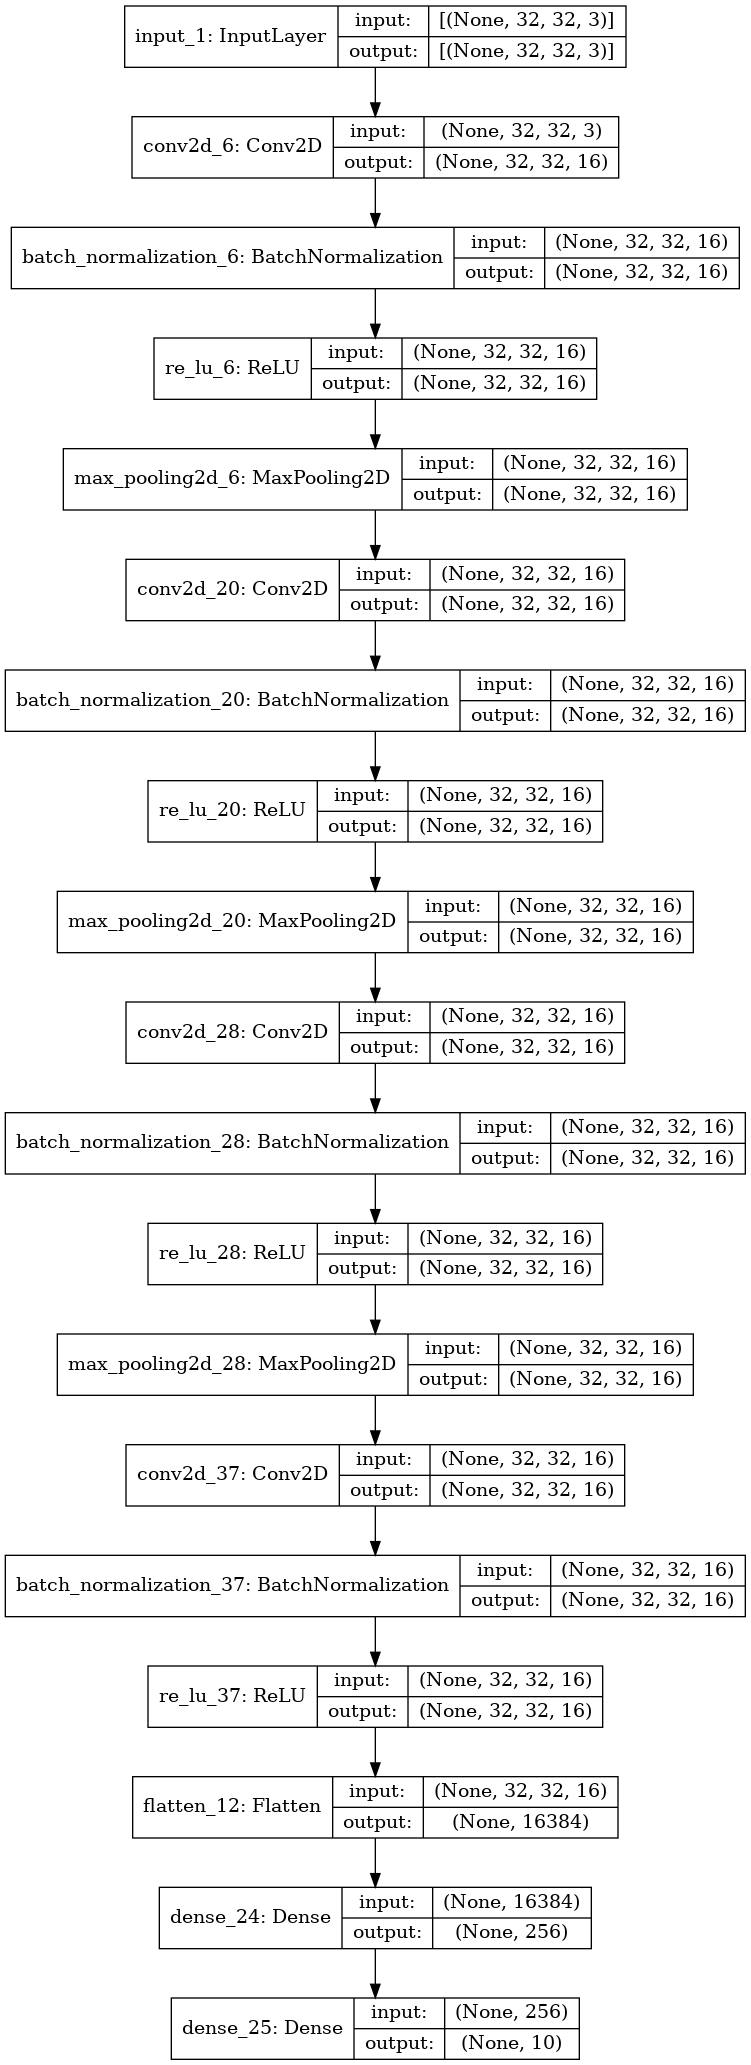 input_1: InputLayer
input: [(None, 32, 32, 3)]
output: [(None, 32, 32, 3)]
conv2d_6: Conv2D
input: (None, 32, 32, 3)
output: (None, 32, 32, 16)
batch_normalization_6: BatchNormalization
input: (None, 32, 32, 16)
output: (None, 32, 32, 16)
re_lu_6: ReLU
input: (None, 32, 32, 16)
output: (None, 32, 32, 16)
max_pooling2d_6: MaxPooling2D
input: (None, 32, 32, 16)
output: (None, 32, 32, 16)
conv2d_20: Conv2D
input: (None, 32, 32, 16)
output: (None, 32, 32, 16)
batch_normalization_20: BatchNormalization
input: (None, 32, 32, 16)
output: (None, 32, 32, 16)
re_lu_20: ReLU
input: (None, 32, 32, 16)
output: (None, 32, 32, 16)
max_pooling2d_20: MaxPooling2D
input: (None, 32, 32, 16)
output: (None, 32, 32, 16)
conv2d_28: Conv2D
input: (None, 32, 32, 16)
output: (None, 32, 32, 16)
batch_normalization_28: BatchNormalization
input: (None, 32, 32, 16)
output: (None, 32, 32, 16)
re_lu_28: ReLU
input: (None, 32, 32, 16)
output: (None, 32, 32, 16)
max_pooling2d_28: MaxPooling2D
input: (None, 32, 32, 16)
output: (None, 32, 32, 16)
conv2d_37: Conv2D
input: (None, 32, 32, 16)
output: (None, 32, 32, 16)
batch_normalization_37: BatchNormalization
input: (None, 32, 32, 16)
output: (None, 32, 32, 16)
re_lu_37: ReLU
input: (None, 32, 32, 16)
output: (None, 32, 32, 16)
flatten_12: Flatten
input: (None, 32, 32, 16)
output: (None, 16384)
dense_24: Dense
input: (None, 16384)
output: (None, 256)
dense_25: Dense
input: (None, 256)
output: (None, 10)